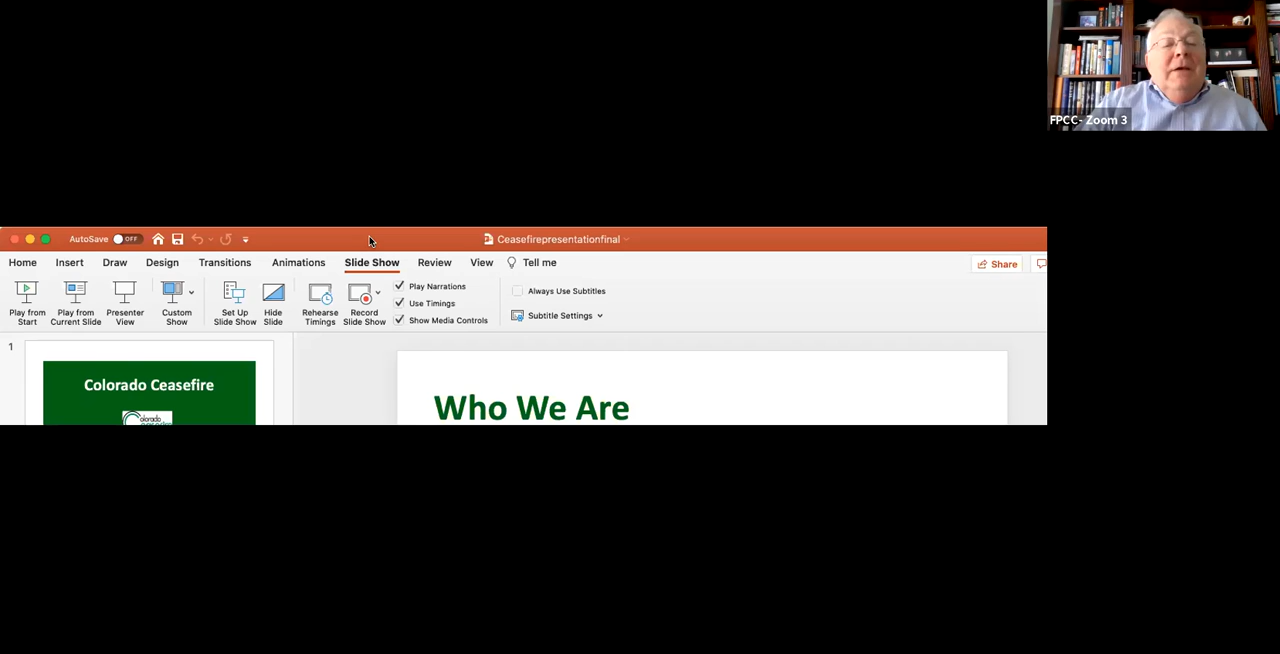 FPCC- Zoom 3
AutoSave OFF
Ceasefirepresentationfinal
Home Insert Draw Design Transitions Animations Slide Show Review View Tell me
Share
Play from Start
Play from Current Slide
Presenter View
Custom Show
Set Up Slide Show
Hide Slide
Rehearse Timings
Record Slide Show
Play Narrations
Use Timings
Show Media Controls
Always Use Subtitles
Subtitle Settings
1
Colorado Ceasefire
Who We Are